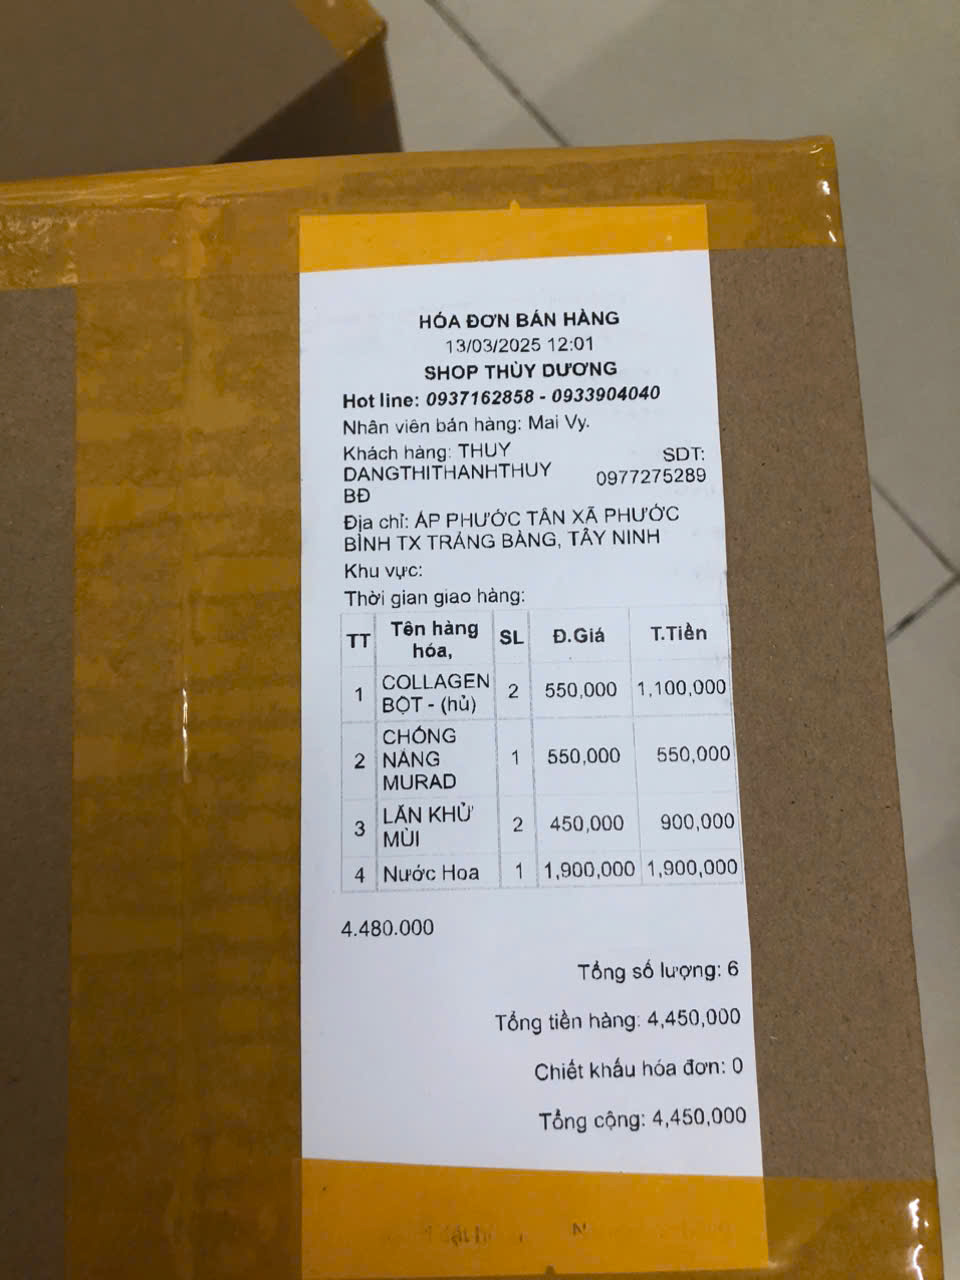 HÓA ĐƠN BÁN HÀNG
13/03/2025 12:01
SHOP THÙY DƯƠNG
Hot line: 0937162858 - 0933904040
Nhân viên bán hàng: Mai Vy.
Khách hàng: THUY
DANGTHITHANHTHUY
BĐ
SDT:
0977275289
Địa chỉ: ÁP PHƯỚC TÂN XÃ PHƯỚC
BÌNH TX TRẢNG BÀNG, TÂY NINH
Khu vực:
Thời gian giao hàng:
TT Tên hàng hóa, SL Đ.Giá T.Tiền
1 COLLAGEN BỘT - (hủ) 2 550,000 1,100,000
2 CHỐNG NẮNG MURAD 1 550,000 550,000
3 LĂN KHỬ MÙI 2 450,000 900,000
4 Nước Hoa 1 1,900,000 1,900,000
4.480.000
Tổng số lượng: 6
Tổng tiền hàng: 4,450,000
Chiết khấu hóa đơn: 0
Tổng cộng: 4,450,000